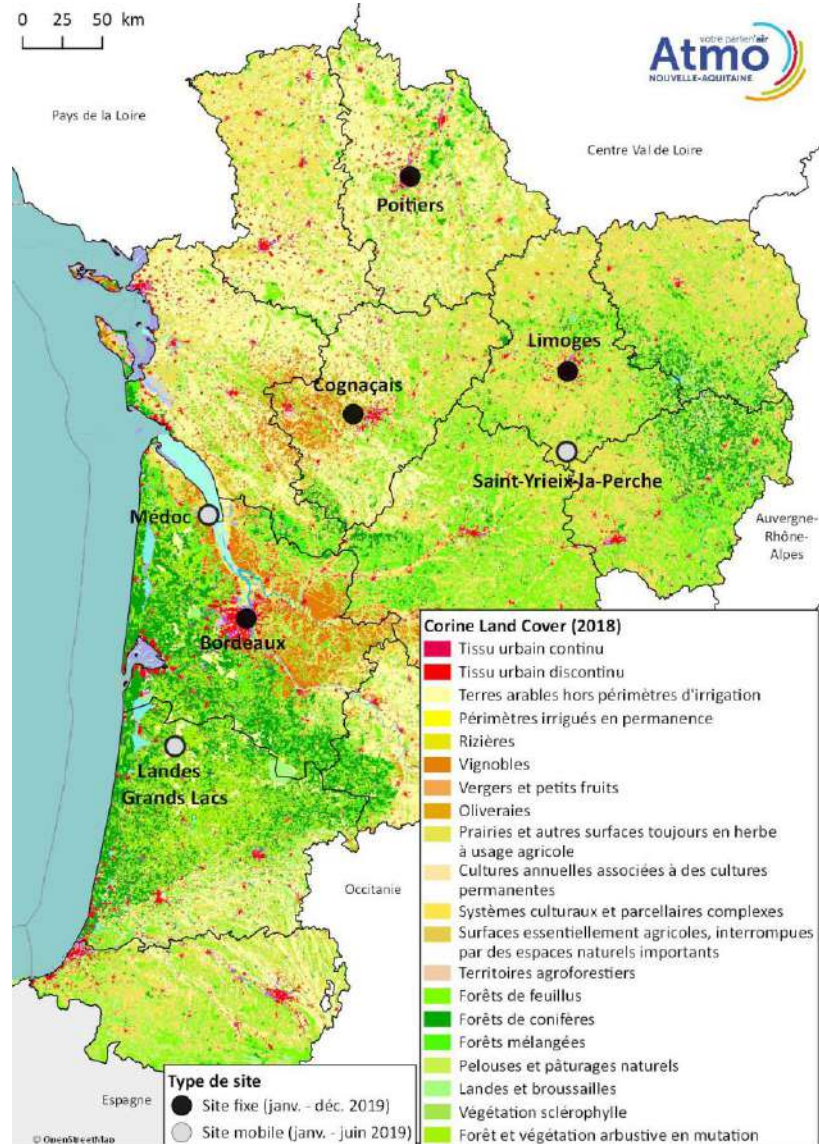 0 25 50 km
votre parten'air
Atmo
NOUVELLE-AQUITAINE
Pays de la Loire
Centre Val de Loire
Poitiers
Limoges
Cognaçais
Saint-Yrieix-la-Perche
Médoc
Auvergne-
Rhône-
Alpes
Bordeaux
Landes
Grands Lacs
Occitanie
Espagne
Corine Land Cover (2018)
Tissu urbain continu
Tissu urbain discontinu
Terres arables hors périmètres d'irrigation
Périmètres irrigués en permanence
Rizières
Vignobles
Vergers et petits fruits
Oliveraies
Prairies et autres surfaces toujours en herbe
à usage agricole
Cultures annuelles associées à des cultures
permanentes
Systèmes culturaux et parcellaires complexes
Surfaces essentiellement agricoles, interrompues
par des espaces naturels importants
Territoires agroforestiers
Forêts de feuillus
Forêts de conifères
Forêts mélangées
Pelouses et pâturages naturels
Landes et broussailles
Végétation sclérophylle
Forêt et végétation arbustive en mutation
Type de site
Site fixe (janv. - déc. 2019)
Site mobile (janv. - juin 2019)
© OpenStreetMap